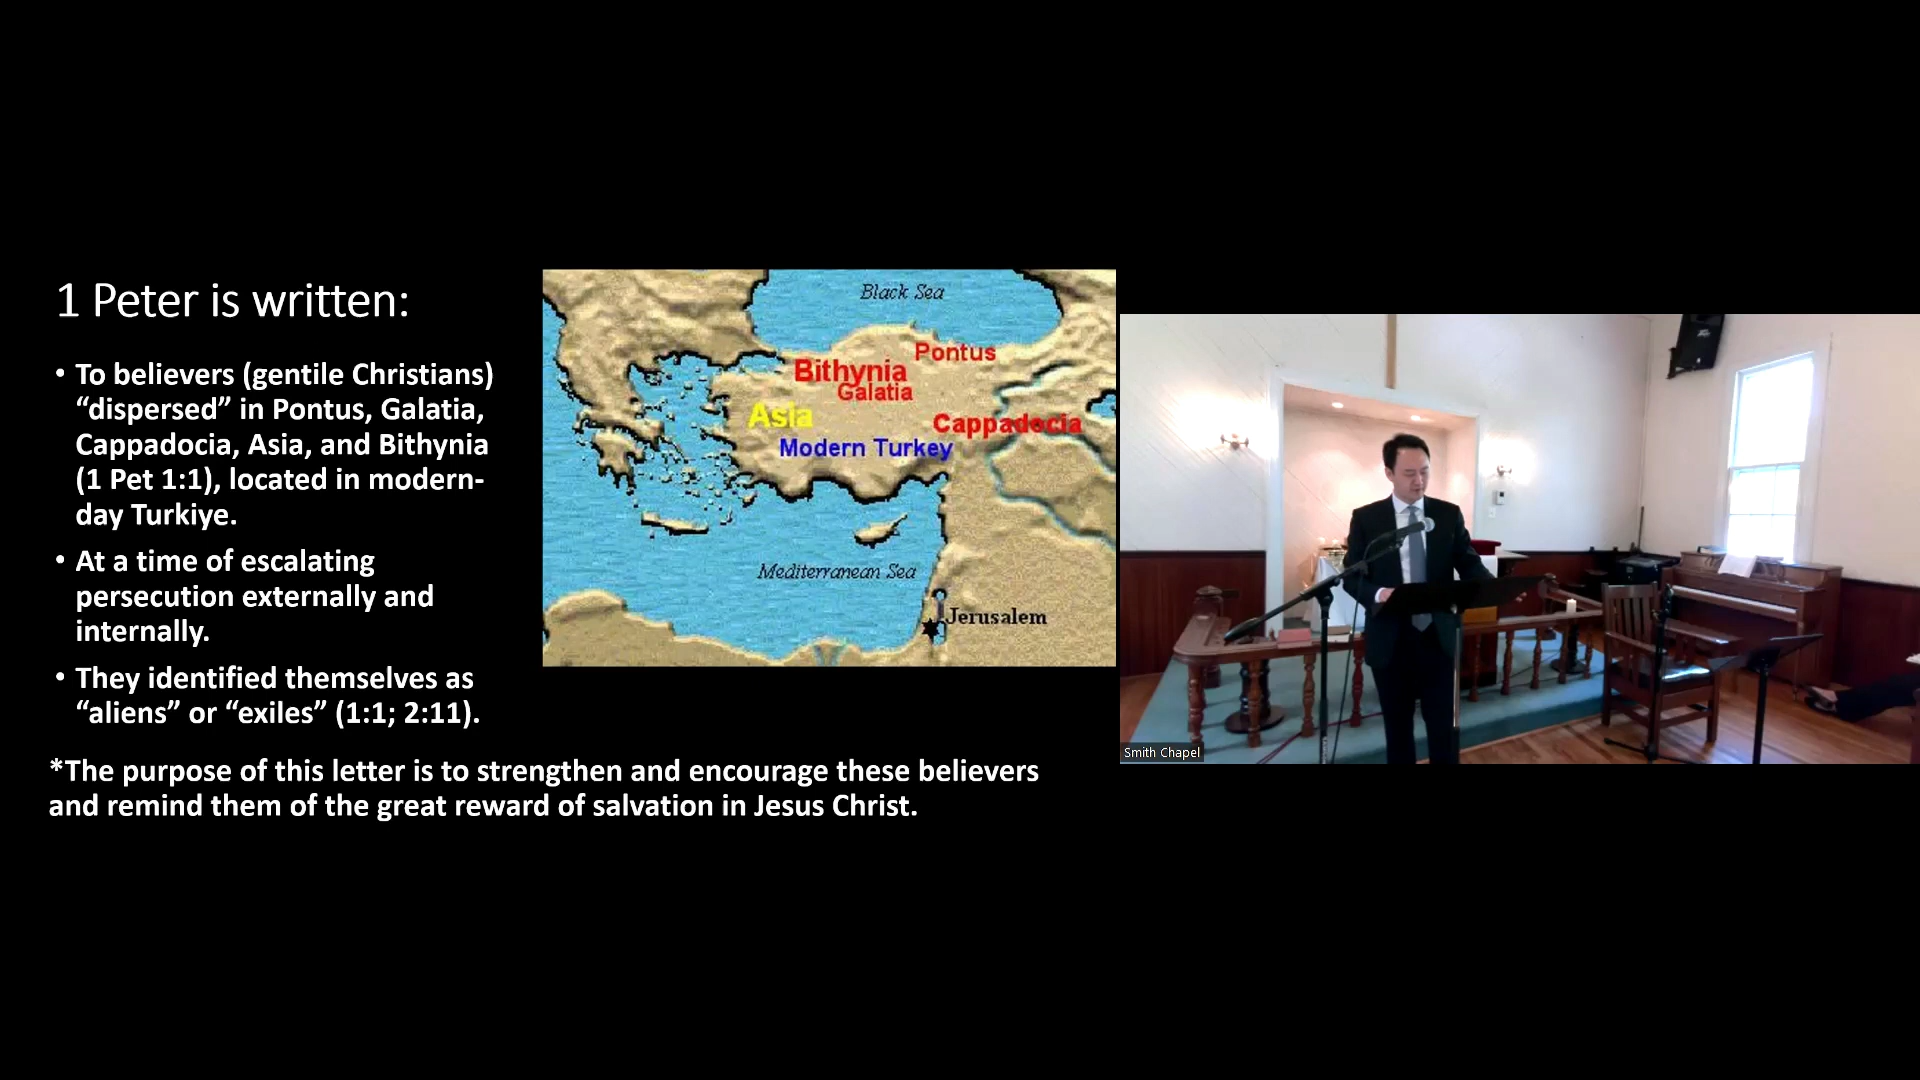 1 Peter is written:
• To believers (gentile Christians)
“dispersed” in Pontus, Galatia,
Cappadocia, Asia, and Bithynia
(1 Pet 1:1), located in modern-
day Turkiye.
• At a time of escalating
persecution externally and
internally.
• They identified themselves as
“aliens” or “exiles” (1:1; 2:11).
*The purpose of this letter is to strengthen and encourage these believers
and remind them of the great reward of salvation in Jesus Christ.
Black Sea
Pontus
Bithynia
Galatia
Asia
Cappadocia
Modern Turkey
Mediterranean Sea
Jerusalem
Smith Chapel